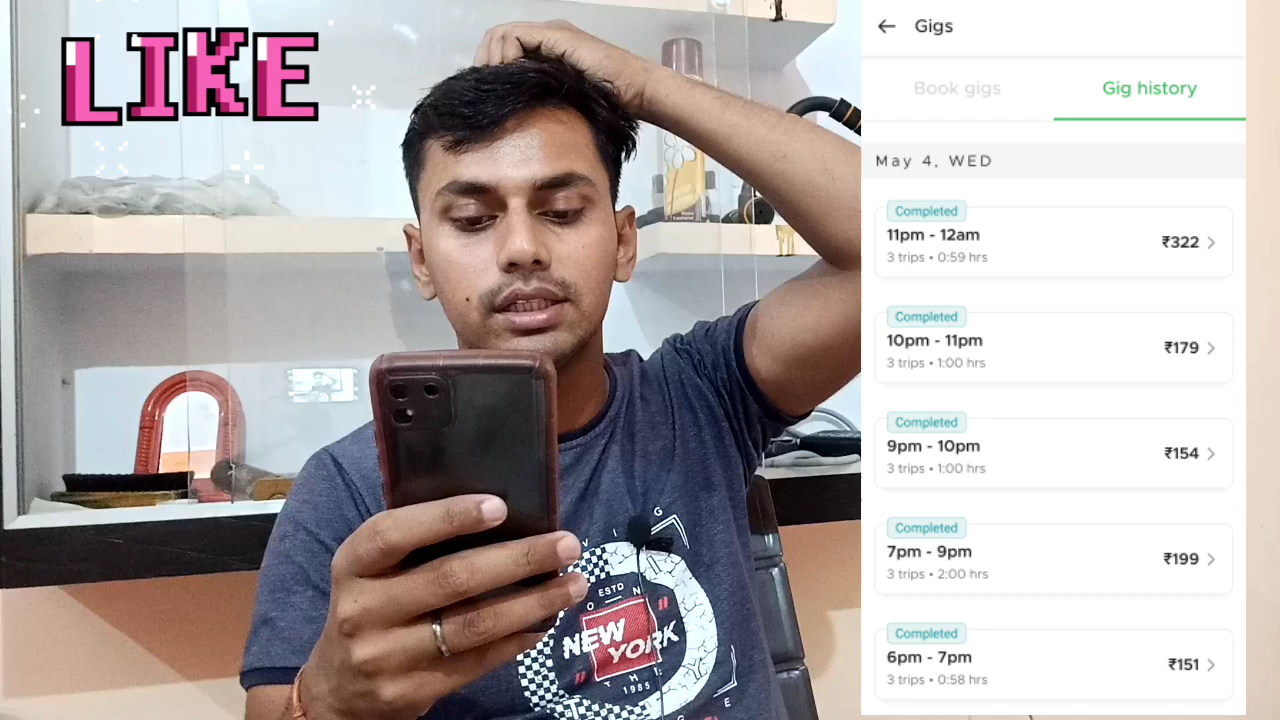 LIKE
Gigs
Book gigs
Gig history
May 4, WED
Completed
11pm - 12am
₹322
3 trips • 0:59 hrs
Completed
10pm - 11pm
₹179
3 trips • 1:00 hrs
Completed
9pm - 10pm
₹154
3 trips • 1:00 hrs
Completed
7pm - 9pm
₹199
3 trips • 2:00 hrs
Completed
6pm - 7pm
₹151
3 trips • 0:58 hrs
ESTD
NEW
YORK
1985